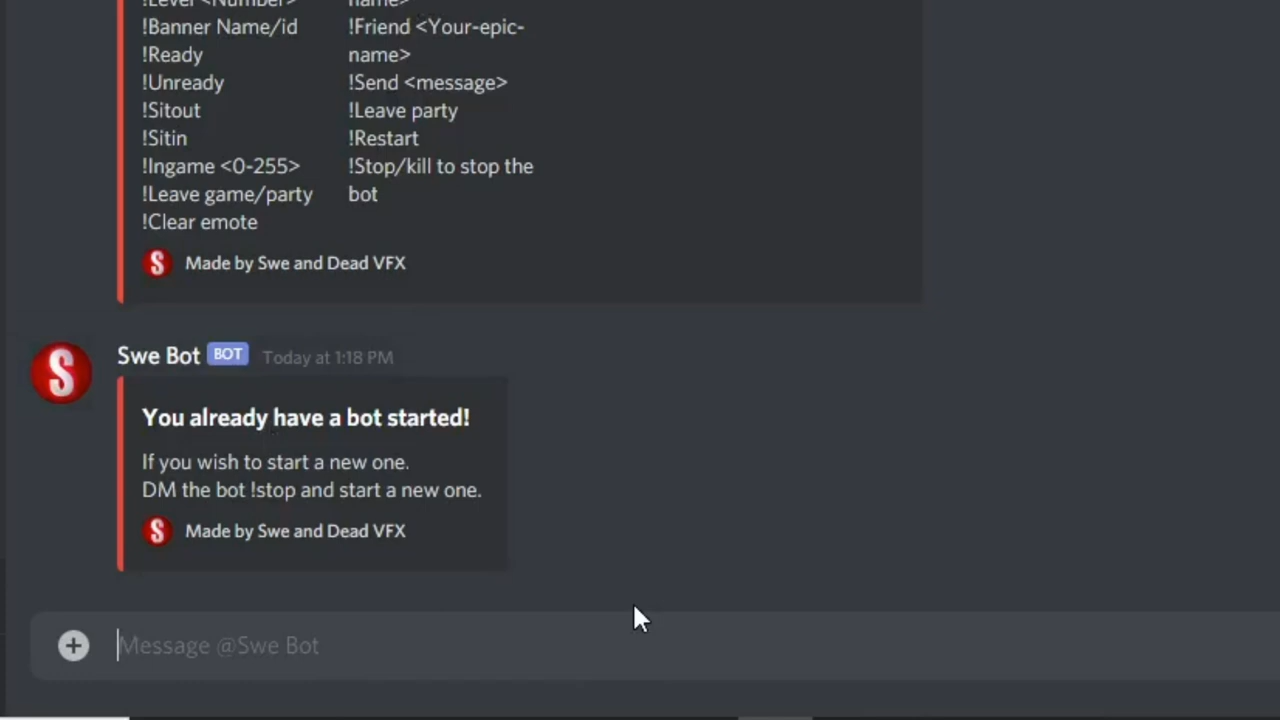 !Level <Number>
!Banner Name/id
!Ready
!Unready
!Sitout
!Sitin
!Ingame <0-255>
!Leave game/party
!Clear emote
name>
!Friend <Your-epic-
name>
!Send <message>
!Leave party
!Restart
!Stop/kill to stop the
bot
S Made by Swe and Dead VFX
S
Swe Bot BOT Today at 1:18 PM
You already have a bot started!
If you wish to start a new one.
DM the bot !stop and start a new one.
S Made by Swe and Dead VFX
Message @Swe Bot